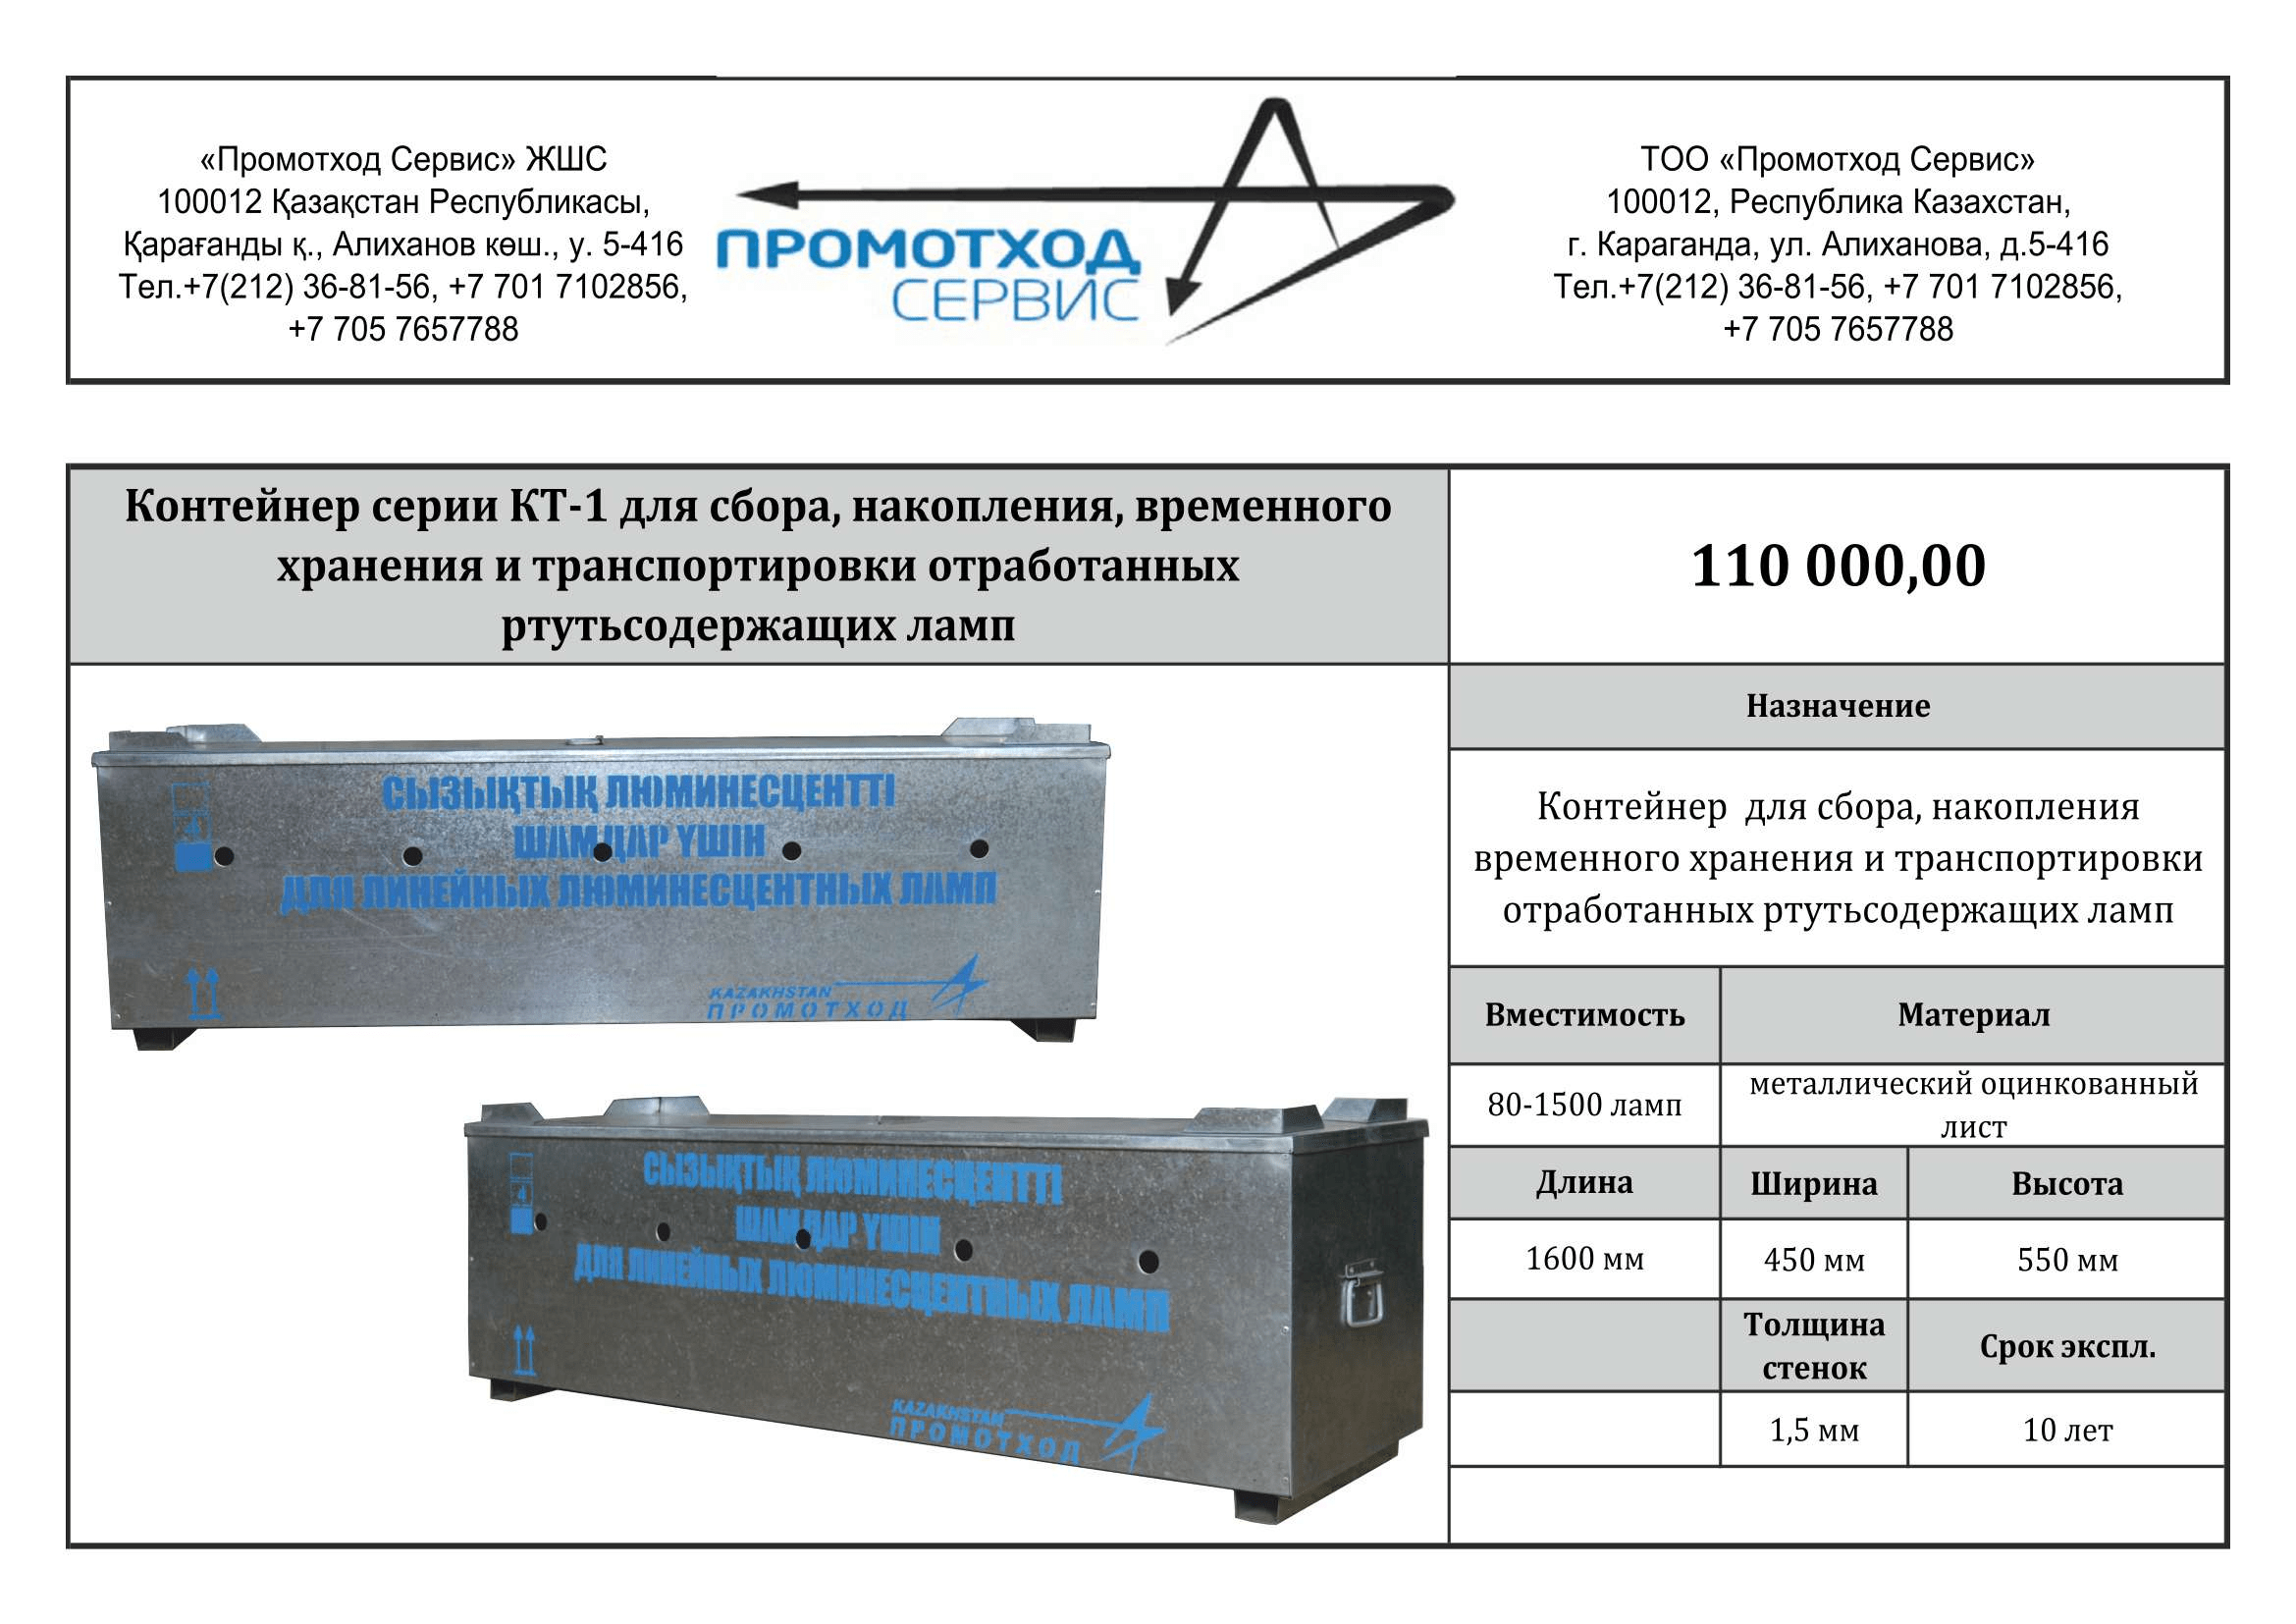 «Промотход Сервис» ЖШС
100012 Қазақстан Республикасы,
Қарағанды қ., Алиханов көш., у. 5-416
Тел.+7(212) 36-81-56, +7 701 7102856,
+7 705 7657788
ПРОМОТХОД
СЕРВИС
ТОО «Промотход Сервис»
100012, Республика Казахстан,
г. Караганда, ул. Алиханова, д.5-416
Тел.+7(212) 36-81-56, +7 701 7102856,
+7 705 7657788
Контейнер серии КТ-1 для сбора, накопления, временного
хранения и транспортировки отработанных
ртутьсодержащих ламп
110 000,00
СЫЗЫҚТЫҚ ЛЮМИНЕСЦЕНТТІ
ШАМДАР ҮШІН
ДЛЯ ЛИНЕЙНЫХ ЛЮМИНЕСЦЕНТНЫХ ЛАМП
4
KAZAKHSTAN
ПРОМОТХОД
СЫЗЫҚТЫҚ ЛЮМИНЕСЦЕНТТІ
ШАМДАР ҮШІН
ДЛЯ ЛИНЕЙНЫХ ЛЮМИНЕСЦЕНТНЫХ ЛАМП
4
KAZAKHSTAN
ПРОМОТХОД
Назначение
Контейнер для сбора, накопления
временного хранения и транспортировки
отработанных ртутьсодержащих ламп
Вместимость Материал
80-1500 ламп металлический оцинкованный
лист
Длина Ширина Высота
1600 мм 450 мм 550 мм
Толщина
стенок Срок экспл.
1,5 мм 10 лет